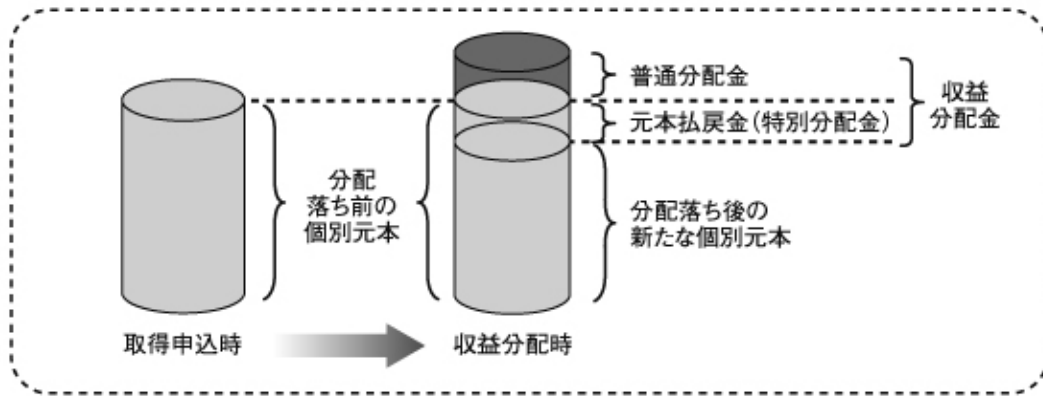 普通分配金
元本払戻金(特別分配金)
収益
分配金
分配
落ち前の
個別元本
分配落ち後の
新たな個別元本
取得申込時
収益分配時